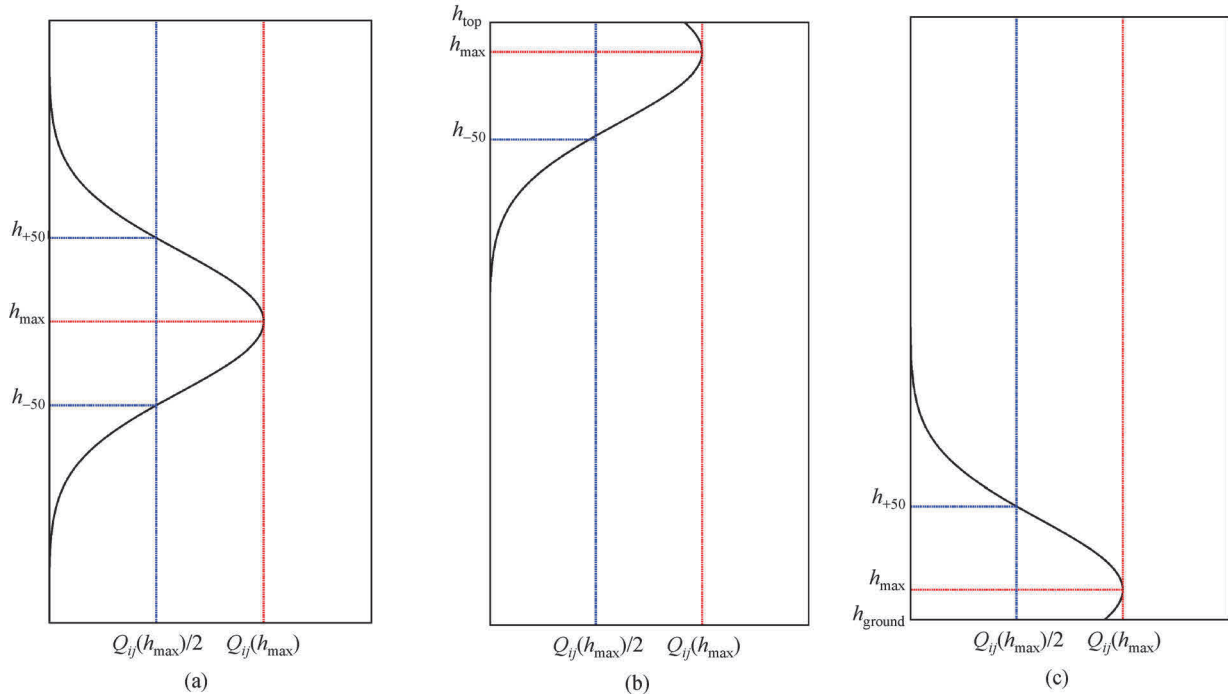 h+50
hmax
h−50
Qij(hmax)/2 Qij(hmax)
(a)
htop
hmax
h−50
Qij(hmax)/2 Qij(hmax)
(b)
h+50
hmax
hground
Qij(hmax)/2 Qij(hmax)
(c)